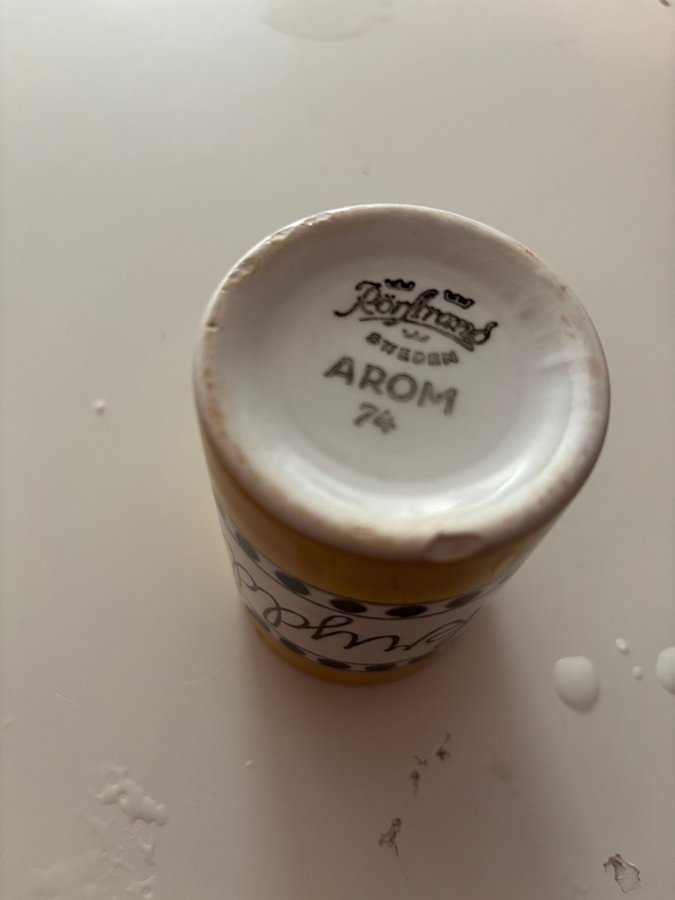 Rörstrand
SWEDEN
AROM
74